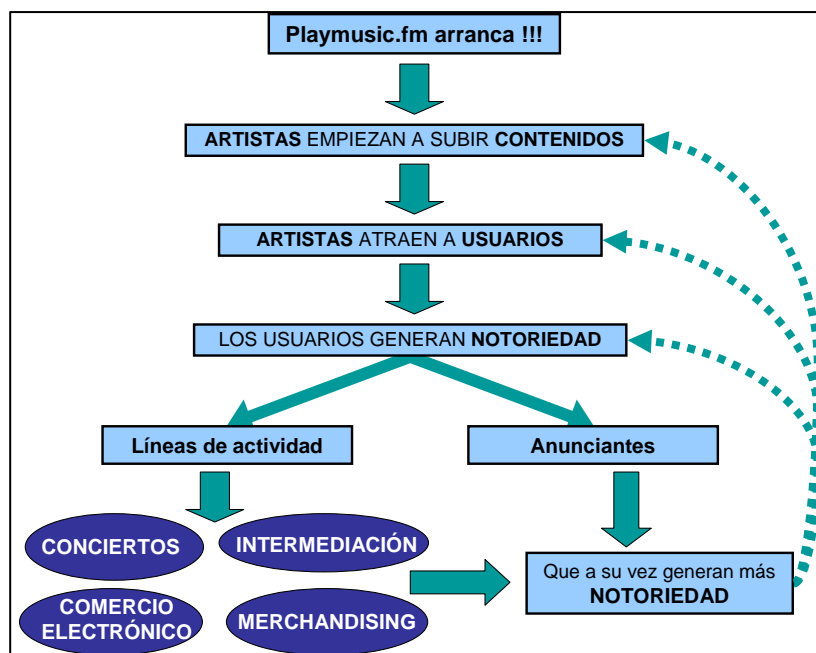 Playmusic.fm arranca !!!
ARTISTAS EMPIEZAN A SUBIR CONTENIDOS
ARTISTAS ATRAEN A USUARIOS
LOS USUARIOS GENERAN NOTORIEDAD
Líneas de actividad
Anunciantes
CONCIERTOS
INTERMEDIACIÓN
COMERCIO
ELECTRÓNICO
MERCHANDISING
Que a su vez generan más
NOTORIEDAD